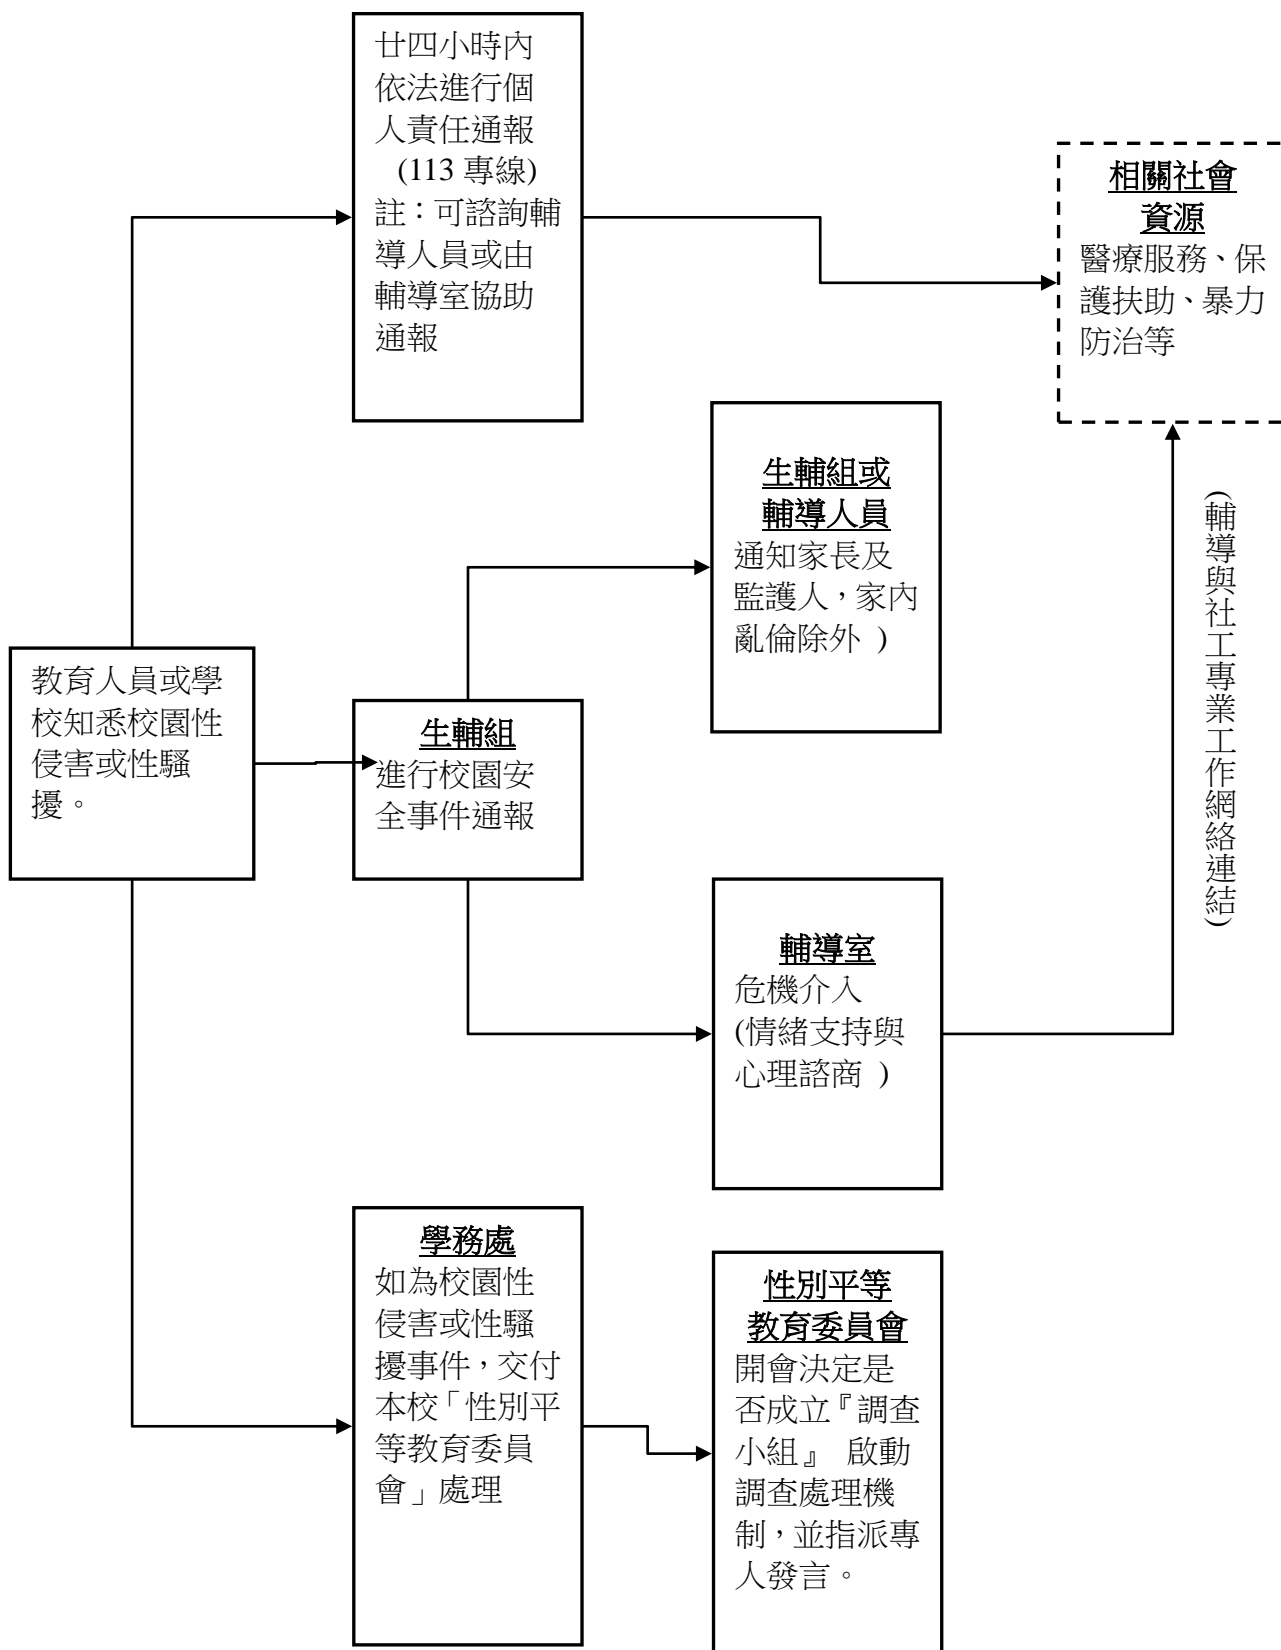 廿四小時內
依法進行個
人責任通報
(113 專線)
註：可諮詢輔
導人員或由
輔導室協助
通報
相關社會
資源
醫療服務、保
護扶助、暴力
防治等
生輔組或
輔導人員
通知家長及
監護人，家內
亂倫除外 )
(輔導與社工專業工作網絡連結)
教育人員或學
校知悉校園性
侵害或性騷
擾。
生輔組
進行校園安
全事件通報
輔導室
危機介入
(情緒支持與
心理諮商 )
學務處
如為校園性
侵害或性騷
擾事件，交付
本校「性別平
等教育委員
會」處理
性別平等
教育委員會
開會決定是
否成立『調查
小組』 啟動
調查處理機
制，並指派專
人發言。